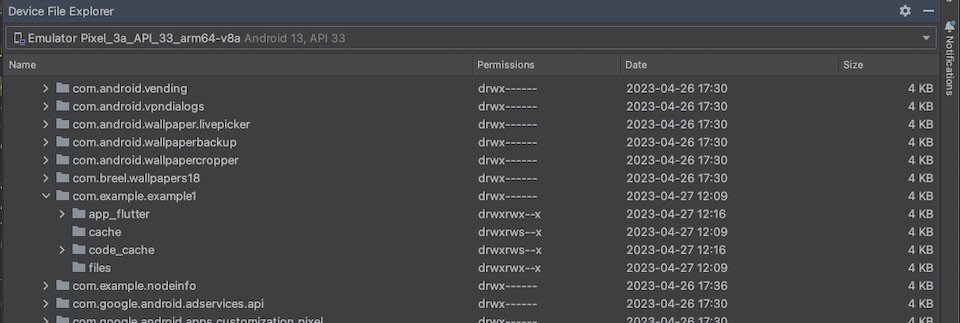 Device File Explorer
Emulator Pixel_3a_API_33_arm64-v8a Android 13, API 33
Name Permissions Date Size
com.android.vending drwx------ 2023-04-26 17:30 4 KB
com.android.vpndialogs drwx------ 2023-04-26 17:30 4 KB
com.android.wallpaper.livepicker drwx------ 2023-04-26 17:30 4 KB
com.android.wallpaperbackup drwx------ 2023-04-26 17:30 4 KB
com.android.wallpapercropper drwx------ 2023-04-26 17:30 4 KB
com.breel.wallpapers18 drwx------ 2023-04-26 17:30 4 KB
com.example.example1 drwx------ 2023-04-27 12:09 4 KB
app_flutter drwxrwx--x 2023-04-27 12:16 4 KB
cache drwxrws--x 2023-04-27 12:09 4 KB
code_cache drwxrws--x 2023-04-27 12:16 4 KB
files drwxrwx--x 2023-04-27 12:09 4 KB
com.example.nodeinfo drwx------ 2023-04-26 17:36 4 KB
com.google.android.adservices.api drwx------ 2023-04-26 17:30 4 KB
com.google.android.apps.customization.pixel drwx------ 2023-04-26 17:30 4 KB
Notifications